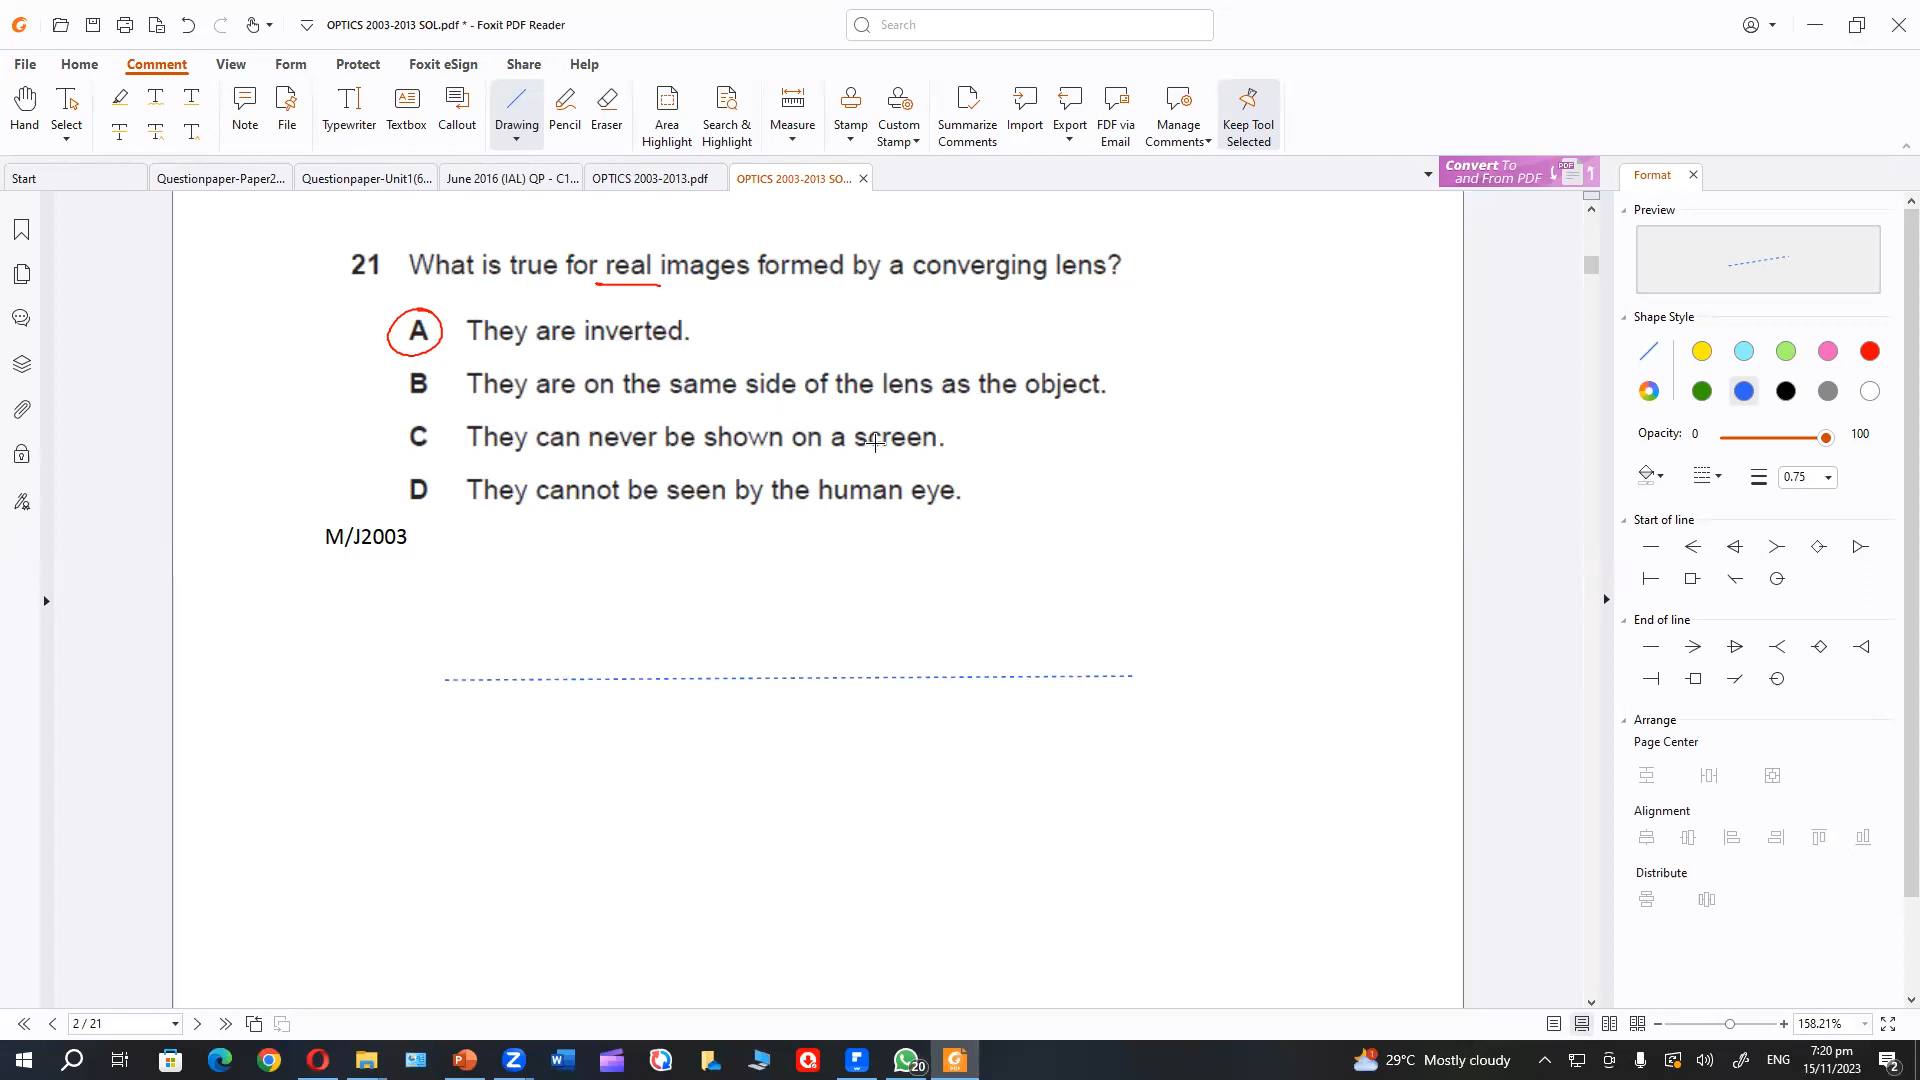 OPTICS 2003-2013 SOL.pdf * - Foxit PDF Reader
Search
File Home Comment View Form Protect Foxit eSign Share Help
Hand Select Note File Typewriter Textbox Callout Drawing Pencil Eraser Area Highlight Search & Highlight Measure Stamp Custom Stamp Summarize Comments Import Export FDF via Email Manage Comments Keep Tool Selected
Start Questionpaper-Paper2... Questionpaper-Unit1(6... June 2016 (IAL) QP - C1... OPTICS 2003-2013.pdf OPTICS 2003-2013 SO...
Convert To PDF
and From PDF
Format
Preview
21 What is true for real images formed by a converging lens?
A They are inverted.
B They are on the same side of the lens as the object.
C They can never be shown on a screen.
D They cannot be seen by the human eye.
M/J2003
Shape Style
Opacity: 0 100
0.75
Start of line
End of line
Arrange
Page Center
Alignment
Distribute
2 / 21
158.21%
20
29°C Mostly cloudy
ENG
7:20 pm
15/11/2023
2